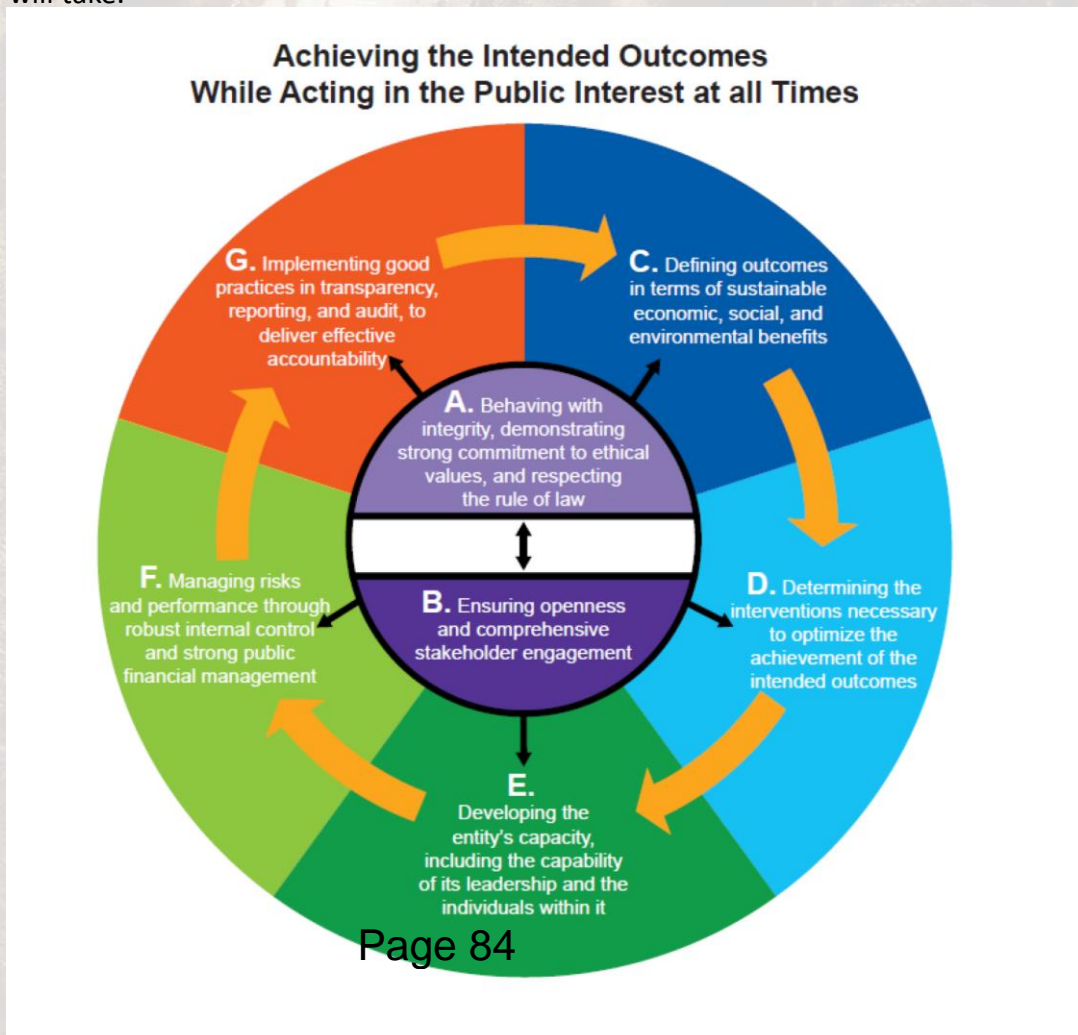 will take.
Achieving the Intended Outcomes
While Acting in the Public Interest at all Times
G. Implementing good
practices in transparency,
reporting, and audit, to
deliver effective
accountability
C. Defining outcomes
in terms of sustainable
economic, social, and
environmental benefits
A. Behaving with
integrity, demonstrating
strong commitment to ethical
values, and respecting
the rule of law
B. Ensuring openness
and comprehensive
stakeholder engagement
F. Managing risks
and performance through
robust internal control
and strong public
financial management
D. Determining the
interventions necessary
to optimize the
achievement of the
intended outcomes
E.
Developing the
entity's capacity,
including the capability
of its leadership and the
individuals within it
Page 84